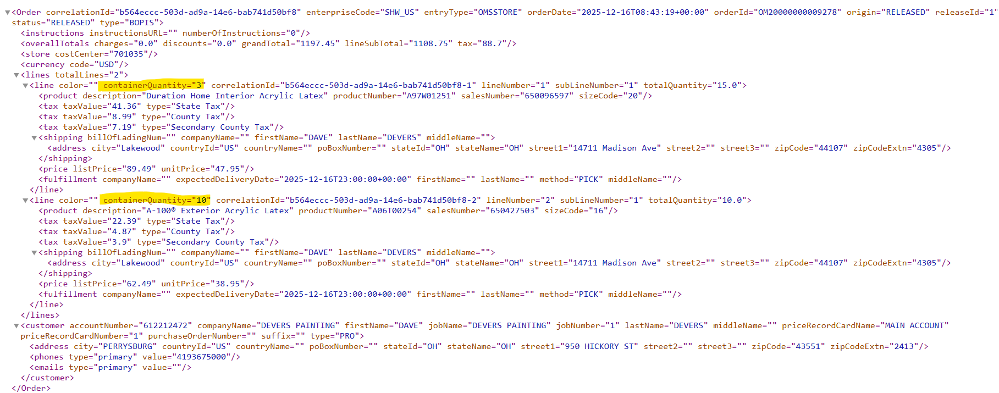 ▼<Order correlationId="b564eccc-503d-ad9a-14e6-bab741d50bf8" enterpriseCode="SHW_US" entryType="OMSSTORE" orderDate="2025-12-16T08:43:19+00:00" orderId="OM20000000009278" origin="RELEASED" releaseId="1"
status="RELEASED" type="BOPIS">
<instructions instructionsURL="" numberOfInstructions="0"/>
<overallTotals charges="0.0" discounts="0.0" grandTotal="1197.45" lineSubTotal="1108.75" tax="88.7"/>
<store costCenter="701035"/>
<currency code="USD"/>
▼<lines totalLines="2">
▼<line color="" containerQuantity="3" correlationId="b564eccc-503d-ad9a-14e6-bab741d50bf8-1" lineNumber="1" subLineNumber="1" totalQuantity="15.0">
<product description="Duration Home Interior Acrylic Latex" productNumber="A97W01251" salesNumber="650096597" sizeCode="20"/>
<tax taxValue="41.36" type="State Tax"/>
<tax taxValue="8.99" type="County Tax"/>
<tax taxValue="7.19" type="Secondary County Tax"/>
▼<shipping billOfLadingNum="" companyName="" firstName="DAVE" lastName="DEVERS" middleName="">
<address city="Lakewood" countryId="US" countryName="" poBoxNumber="" stateId="OH" stateName="OH" street1="14711 Madison Ave" street2="" street3="" zipCode="44107" zipCodeExtn="4305"/>
</shipping>
<price listPrice="89.49" unitPrice="47.95"/>
<fulfillment companyName="" expectedDeliveryDate="2025-12-16T23:00:00+00:00" firstName="" lastName="" method="PICK" middleName=""/>
</line>
▼<line color="" containerQuantity="10" correlationId="b564eccc-503d-ad9a-14e6-bab741d50bf8-2" lineNumber="2" subLineNumber="1" totalQuantity="10.0">
<product description="A-100® Exterior Acrylic Latex" productNumber="A06T00254" salesNumber="650427503" sizeCode="16"/>
<tax taxValue="22.39" type="State Tax"/>
<tax taxValue="4.87" type="County Tax"/>
<tax taxValue="3.9" type="Secondary County Tax"/>
▼<shipping billOfLadingNum="" companyName="" firstName="DAVE" lastName="DEVERS" middleName="">
<address city="Lakewood" countryId="US" countryName="" poBoxNumber="" stateId="OH" stateName="OH" street1="14711 Madison Ave" street2="" street3="" zipCode="44107" zipCodeExtn="4305"/>
</shipping>
<price listPrice="62.49" unitPrice="38.95"/>
<fulfillment companyName="" expectedDeliveryDate="2025-12-16T23:00:00+00:00" firstName="" lastName="" method="PICK" middleName=""/>
</line>
</lines>
▼<customer accountNumber="612212472" companyName="DEVERS PAINTING" firstName="DAVE" jobName="DEVERS PAINTING" jobNumber="1" lastName="DEVERS" middleName="" priceRecordCardName="MAIN ACCOUNT"
priceRecordCardNumber="1" purchaseOrderNumber="" suffix="" type="PRO">
<address city="PERRYSBURG" countryId="US" countryName="" poBoxNumber="" stateId="OH" stateName="OH" street1="950 HICKORY ST" street2="" street3="" zipCode="43551" zipCodeExtn="2413"/>
<phones type="primary" value="4193675000"/>
<emails type="primary" value=""/>
</customer>
</Order>